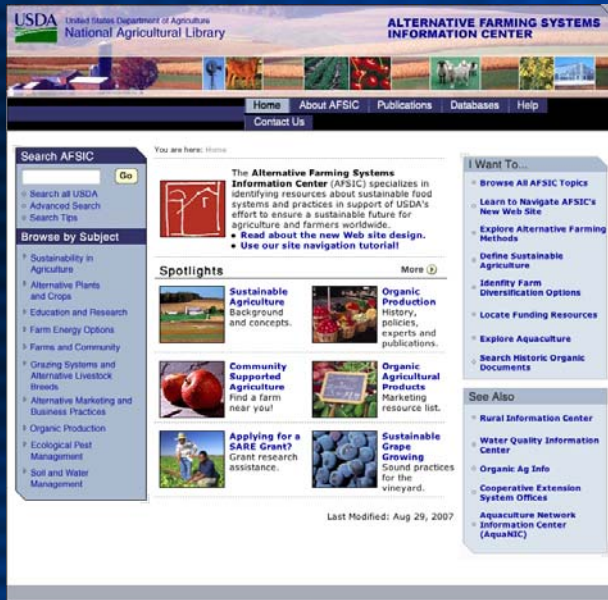 USDA
United States Department of Agriculture
National Agricultural Library
ALTERNATIVE FARMING SYSTEMS
INFORMATION CENTER
Home
About AFSIC
Publications
Databases
Help
Contact Us
Search AFSIC
Go
Search all USDA
Advanced Search
Search Tips
Browse by Subject
Sustainability in
Agriculture
Alternative Plants
and Crops
Education and Research
Farm Energy Options
Farms and Community
Grazing Systems and
Alternative Livestock
Breeds
Alternative Marketing and
Business Practices
Organic Production
Ecological Pest
Management
Soil and Water
Management
You are here: Home
The Alternative Farming Systems
Information Center (AFSIC) specializes in
identifying resources about sustainable food
systems and practices in support of USDA's
effort to ensure a sustainable future for
agriculture and farmers worldwide.
• Read about the new Web site design.
• Use our site navigation tutorial!
Spotlights
More
Sustainable
Agriculture
Background
and concepts.
Organic
Production
History,
policies,
experts and
publications.
Community
Supported
Agriculture
Find a farm
near you!
Organic
Agricultural
Products
Marketing
resource list.
Applying for a
SARE Grant?
Grant research
assistance.
Sustainable
Grape
Growing
Sound practices
for the
vineyard.
Last Modified: Aug 29, 2007
I Want To...
Browse All AFSIC Topics
Learn to Navigate AFSIC's
New Web Site
Explore Alternative Farming
Methods
Define Sustainable
Agriculture
Idenfity Farm
Diversification Options
Locate Funding Resources
Explore Aquaculture
Search Historic Organic
Documents
See Also
Rural Information Center
Water Quality Information
Center
Organic Ag Info
Cooperative Extension
System Offices
Aquaculture Network
Information Center
(AquaNIC)